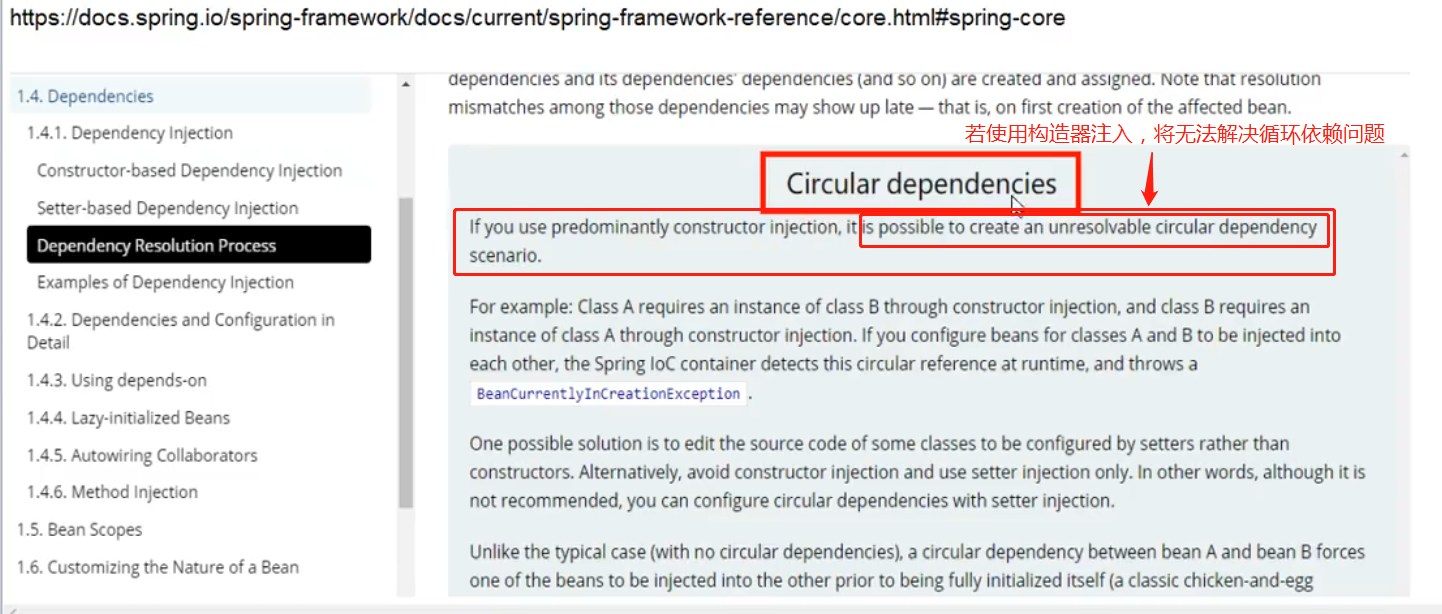 https://docs.spring.io/spring-framework/docs/current/spring-framework-reference/core.html#spring-core
1.4. Dependencies
1.4.1. Dependency Injection
Constructor-based Dependency Injection
Setter-based Dependency Injection
Dependency Resolution Process
Examples of Dependency Injection
1.4.2. Dependencies and Configuration in
Detail
1.4.3. Using depends-on
1.4.4. Lazy-initialized Beans
1.4.5. Autowiring Collaborators
1.4.6. Method Injection
1.5. Bean Scopes
1.6. Customizing the Nature of a Bean
dependencies and its dependencies' dependencies (and so on) are created and assigned. Note that resolution
mismatches among those dependencies may show up late — that is, on first creation of the affected bean.
若使用构造器注入，将无法解决循环依赖问题
Circular dependencies
If you use predominantly constructor injection, it is possible to create an unresolvable circular dependency
scenario.
For example: Class A requires an instance of class B through constructor injection, and class B requires an
instance of class A through constructor injection. If you configure beans for classes A and B to be injected into
each other, the Spring IoC container detects this circular reference at runtime, and throws a
BeanCurrentlyInCreationException.
One possible solution is to edit the source code of some classes to be configured by setters rather than
constructors. Alternatively, avoid constructor injection and use setter injection only. In other words, although it is
not recommended, you can configure circular dependencies with setter injection.
Unlike the typical case (with no circular dependencies), a circular dependency between bean A and bean B forces
one of the beans to be injected into the other prior to being fully initialized itself (a classic chicken-and-egg